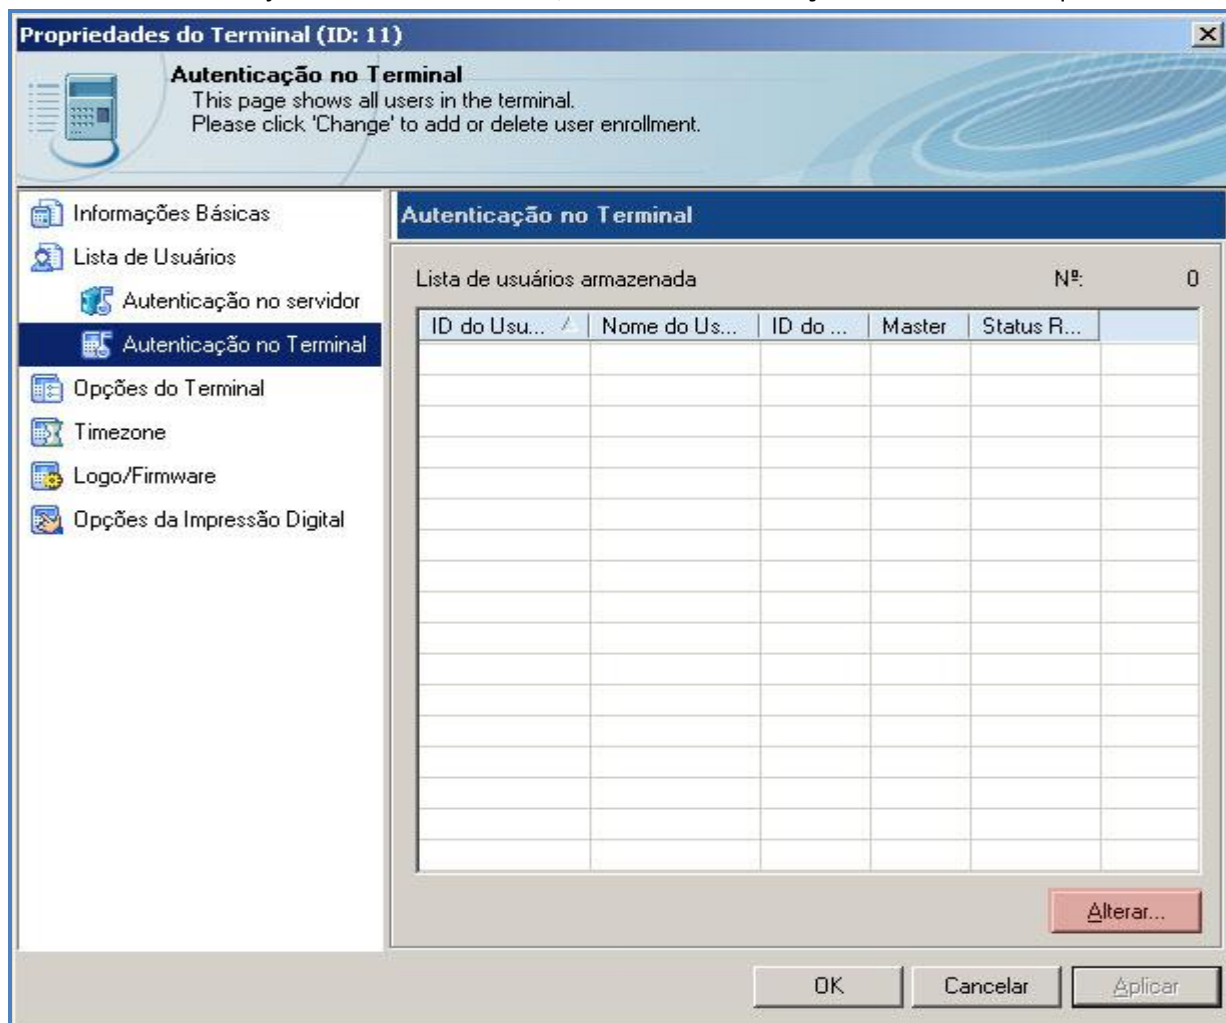 Propriedades do Terminal (ID: 11)
Autenticação no Terminal
This page shows all users in the terminal.
Please click 'Change' to add or delete user enrollment.
Informações Básicas
Lista de Usuários
Autenticação no servidor
Autenticação no Terminal
Opções do Terminal
Timezone
Logo/Firmware
Opções da Impressão Digital
Autenticação no Terminal
Lista de usuários armazenada Nº: 0
ID do Usu... Nome do Us... ID do ... Master Status R...
Alterar...
OK Cancelar Aplicar